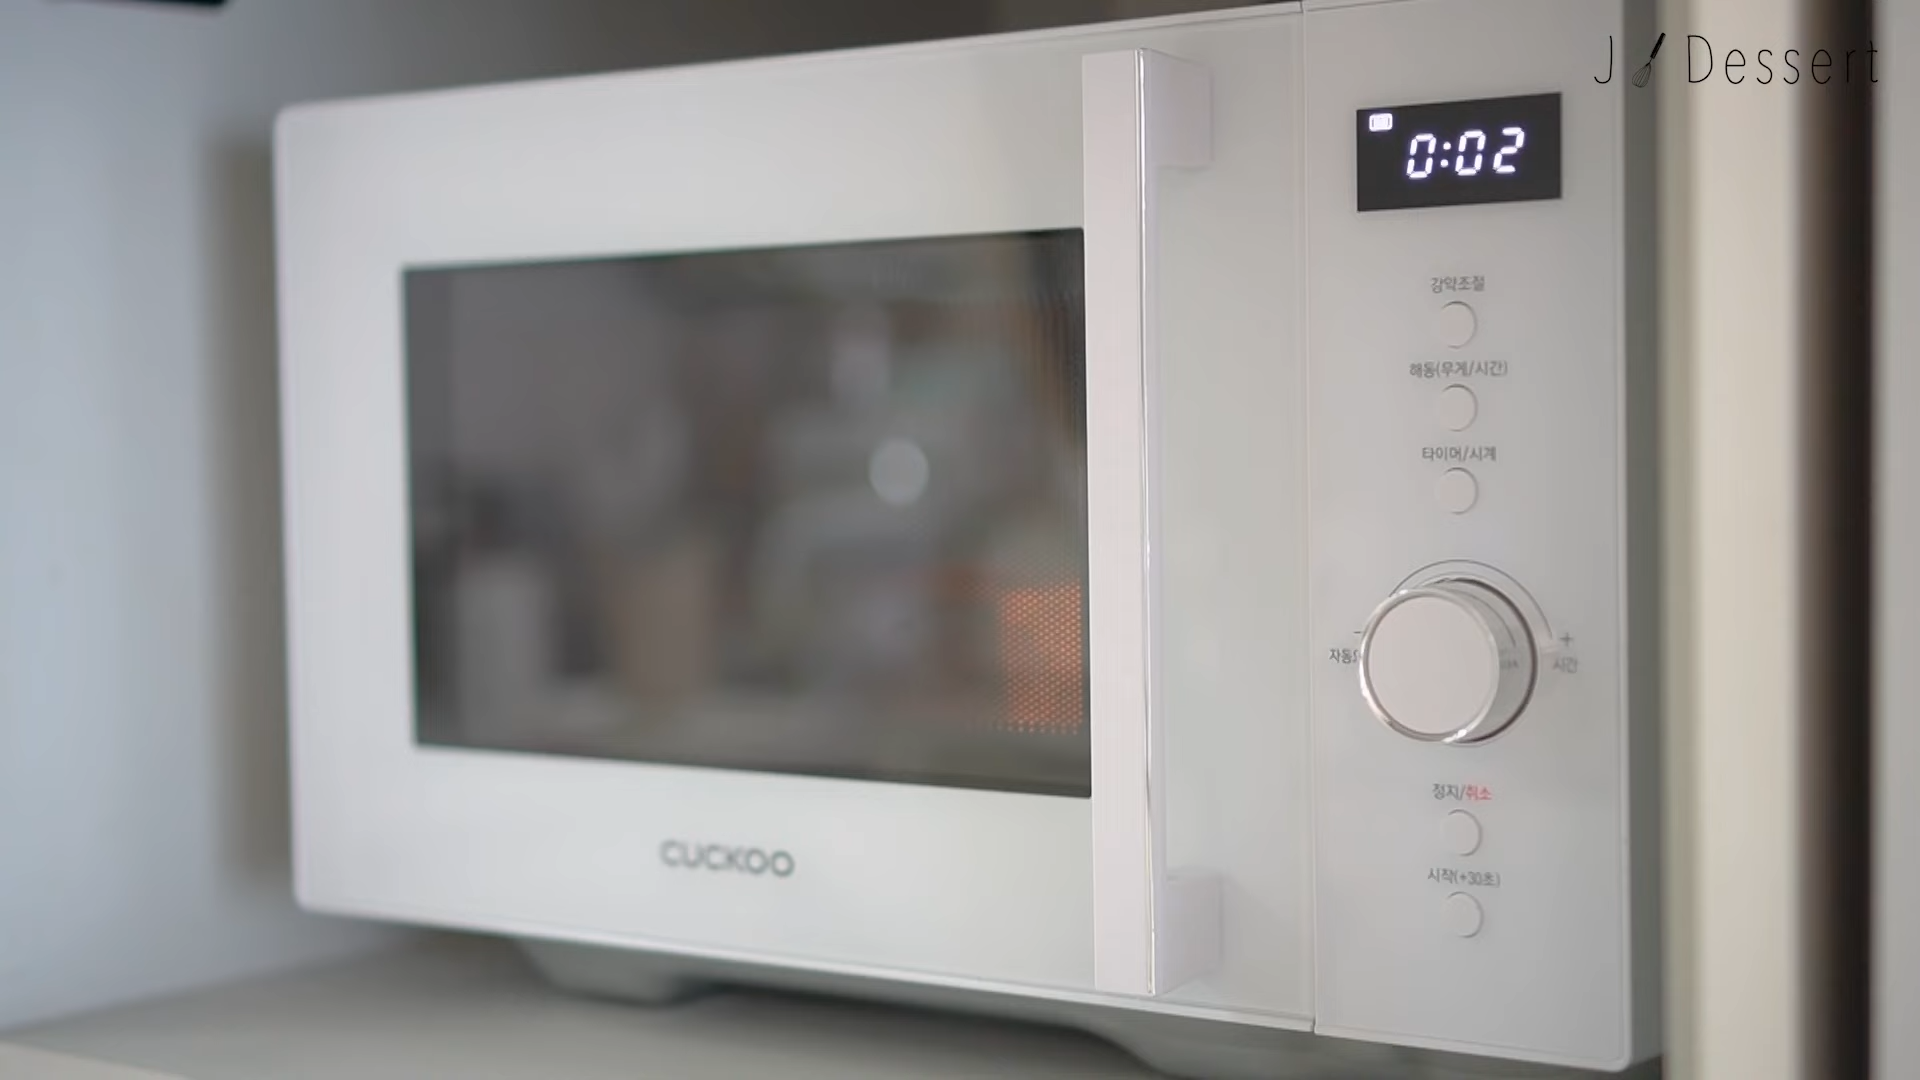 J Dessert
0:02
강약조절
해동(무게/시간)
타이머/시계
- +
시간
정지/취소
시작(+30초)
CUCKOO